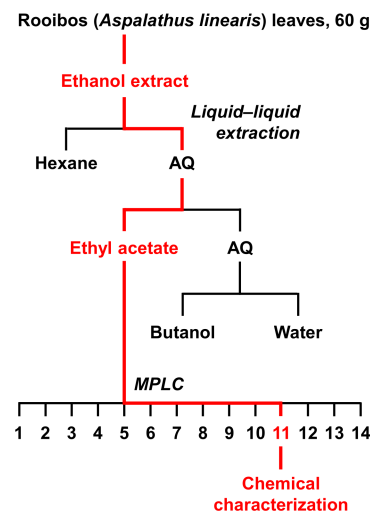 Rooibos (Aspalathus linearis) leaves, 60 g
Ethanol extract
Liquid–liquid
extraction
Hexane AQ
Ethyl acetate AQ
Butanol Water
MPLC
1 2 3 4 5 6 7 8 9 10 11 12 13 14
Chemical
characterization